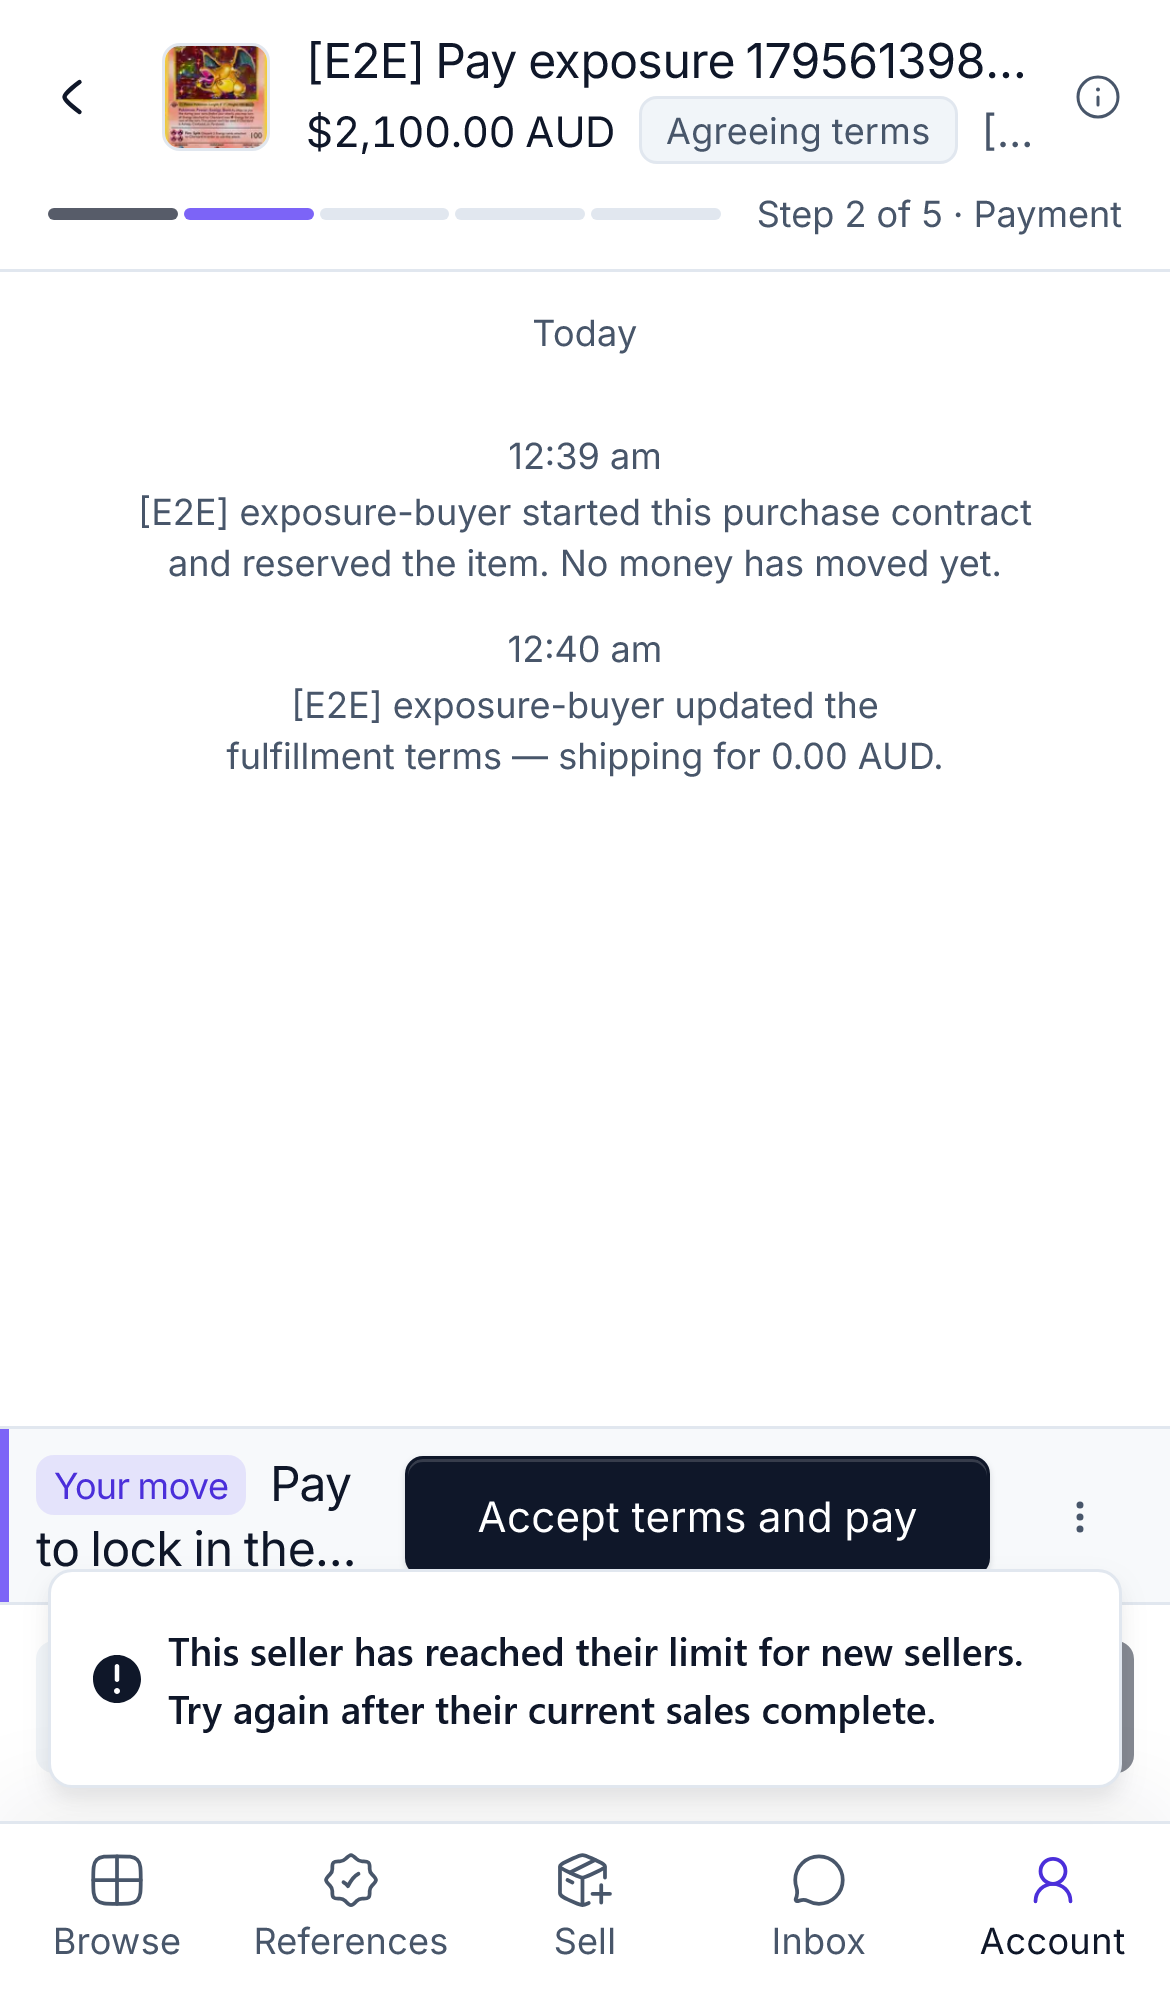 [E2E] Pay exposure 179561398...
$2,100.00 AUD Agreeing terms [...
Step 2 of 5 · Payment
Today
12:39 am
[E2E] exposure-buyer started this purchase contract
and reserved the item. No money has moved yet.
12:40 am
[E2E] exposure-buyer updated the
fulfillment terms — shipping for 0.00 AUD.
Your move Pay
to lock in the...
Accept terms and pay
This seller has reached their limit for new sellers.
Try again after their current sales complete.
Browse
References
Sell
Inbox
Account